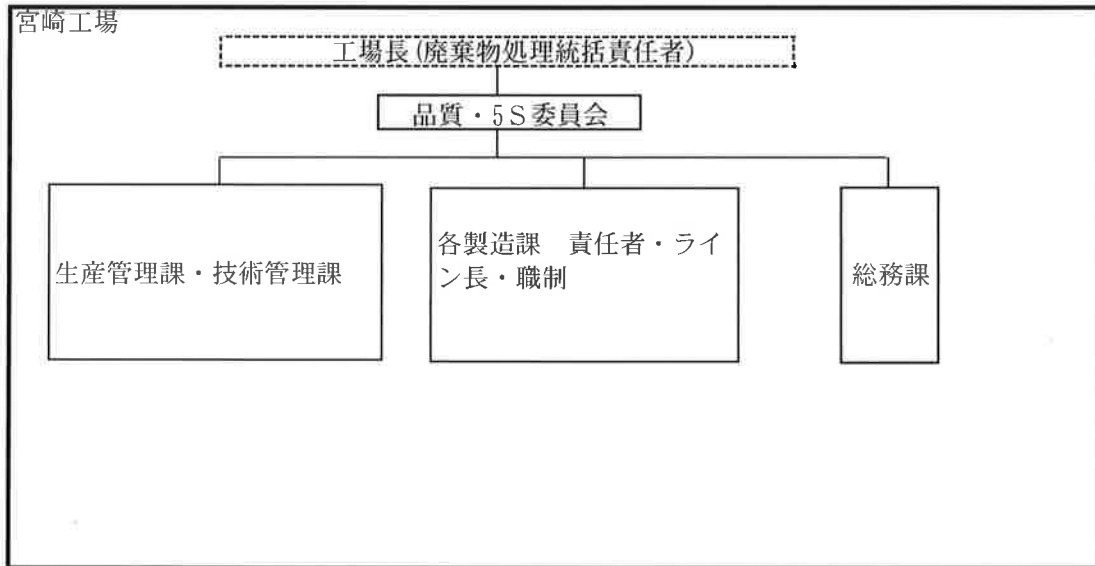 宮崎工場
工場長(廃棄物処理統括責任者)
品質・5S委員会
生産管理課・技術管理課
各製造課　責任者・ライ
ン長・職制
総務課